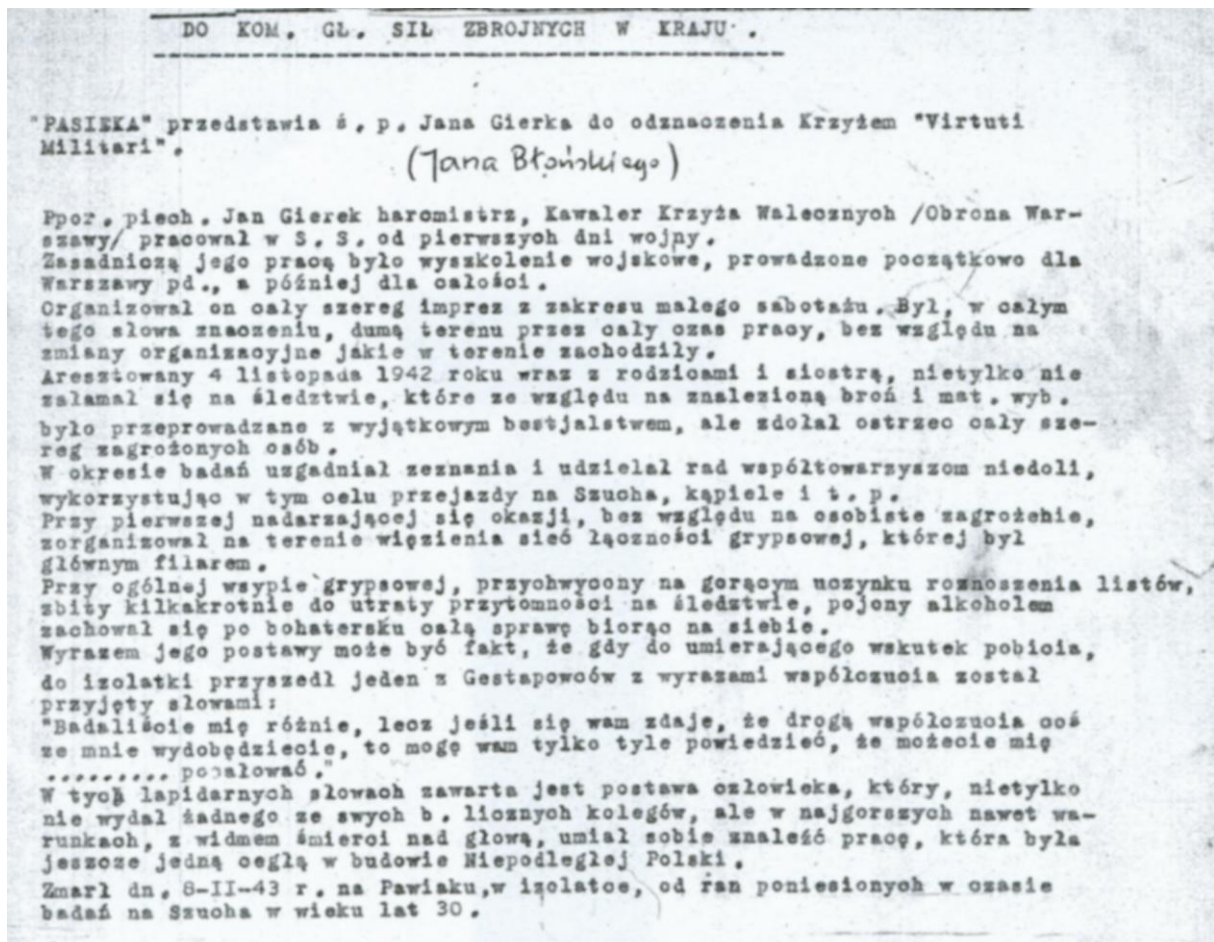 DO KOM. GŁ. SIŁ ZBROJNYCH W KRAJU.
"PASIEKA" przedstawia ś. p. Jana Gierka do odznaczenia Krzyżem "Virtuti
Militari".
(Jana Błońskiego)
Ppor. piech. Jan Gierek harcmistrz, Kawaler Krzyża Walecznych /Obrona War-
szawy/ pracował w S. S. od pierwszych dni wojny.
Zasadniczą jego pracą było wyszkolenie wojskowe, prowadzone początkowo dla
Warszawy pd., a później dla całości.
Organizował on cały szereg imprez z zakresu małego sabotażu. Był, w całym
tego słowa znaczeniu, dumą terenu przez cały czas pracy, bez względu na
zmiany organizacyjne jakie w terenie zachodziły.
Aresztowany 4 listopada 1942 roku wraz z rodzicami i siostrą, nietylko nie
załamał się na śledztwie, które ze względu na znalezioną broń i mat. wyb.
było przeprowadzane z wyjątkowym bestjalstwem, ale zdołał ostrzec cały sze-
reg zagrożonych osób.
W okresie badań uzgadniał zeznania i udzielał rad współtowarzyszom niedoli,
wykorzystując w tym celu przejazdy na Szucha, kąpiele i t. p.
Przy pierwszej nadarzającej się okazji, bez względu na osobiste zagrożenie,
zorganizował na terenie więzienia sieć łączności grypsowej, której był
głównym filarem.
Przy ogólnej wsypie grypsowej, przychwycony na gorącym uczynku roznoszenia listów,
zbity kilkakrotnie do utraty przytomności na śledztwie, pojony alkoholem
zachował się po bohatersku całą sprawę biorąc na siebie.
Wyrazem jego postawy może być fakt, że gdy do umierającego wskutek pobicia,
do izolatki przyszedł jeden z Gestapowców z wyrazami współczucia został
przyjęty słowami:
"Badaliście mię różnie, lecz jeśli się wam zdaje, że drogą współczucia coś
ze mnie wydobędziecie, to mogę wam tylko tyle powiedzieć, że możecie mię
.......... pocałować."
W tych lapidarnych słowach zawarta jest postawa człowieka, który, nietylko
nie wydał żadnego ze swych b. licznych kolegów, ale w najgorszych nawet wa-
runkach, z widmem śmierci nad głową, umiał sobie znaleźć pracę, która była
jeszcze jedną cegłą w budowie Niepodległej Polski.
Zmarł dn. 8-II-43 r. na Pawiaku, w izolatce, od ran poniesionych w czasie
badań na Szucha w wieku lat 30.